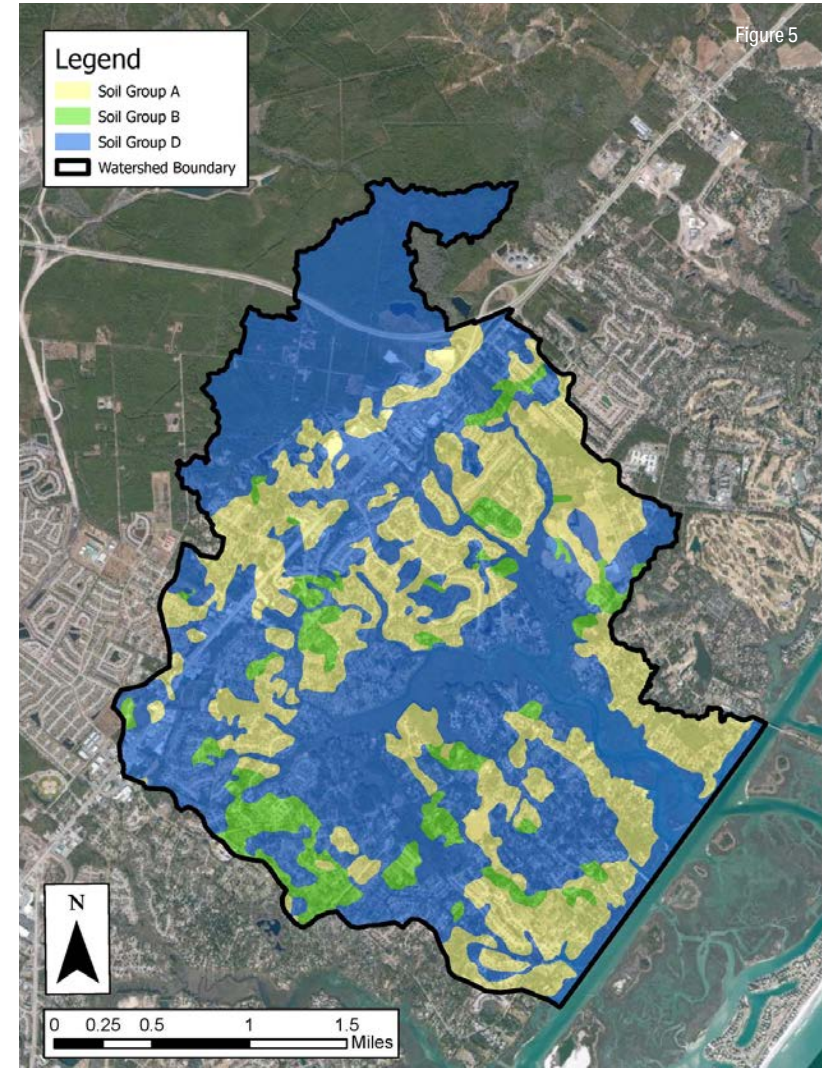 Figure 5
Legend
Soil Group A
Soil Group B
Soil Group D
Watershed Boundary
N
0 0.25 0.5 1 1.5
Miles